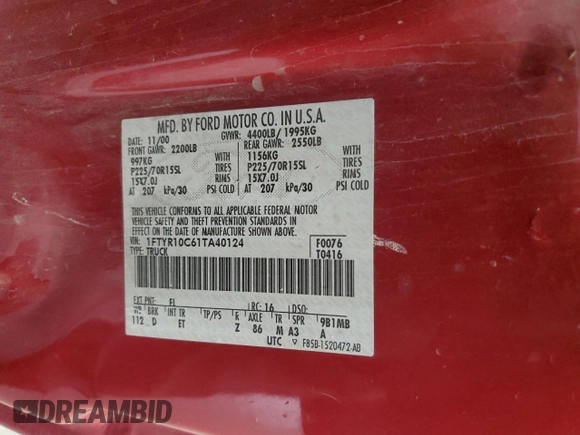 MFD. BY FORD MOTOR CO. IN U.S.A.
DATE: 11/00 GVWR: 4400LB/1995KG
FRONT GAWR: 2200LB REAR GAWR: 2550LB
997KG WITH 1156KG WITH
P225/70R15SL TIRES P225/70R15SL TIRES
15X7.0J RIMS 15X7.0J RIMS
AT 207 kPa/30 PSI COLD AT 207 kPa/30 PSI COLD
THIS VEHICLE CONFORMS TO ALL APPLICABLE FEDERAL MOTOR
VEHICLE SAFETY AND THEFT PREVENTION STANDARDS IN EFFECT
ON THE DATE OF MANUFACTURE SHOWN ABOVE.
VIN: 1FTYR10C61TA40124 F0076
TYPE: TRUCK T0416
EXT PNT: FL RC: 16 DSO:
WB BRK INT TR TP/PS R AXLE TR SPR 9B1MB
112 D ET Z 86 M A3 A
UTC ▽ F85B-1520472-AB
DREAMBID